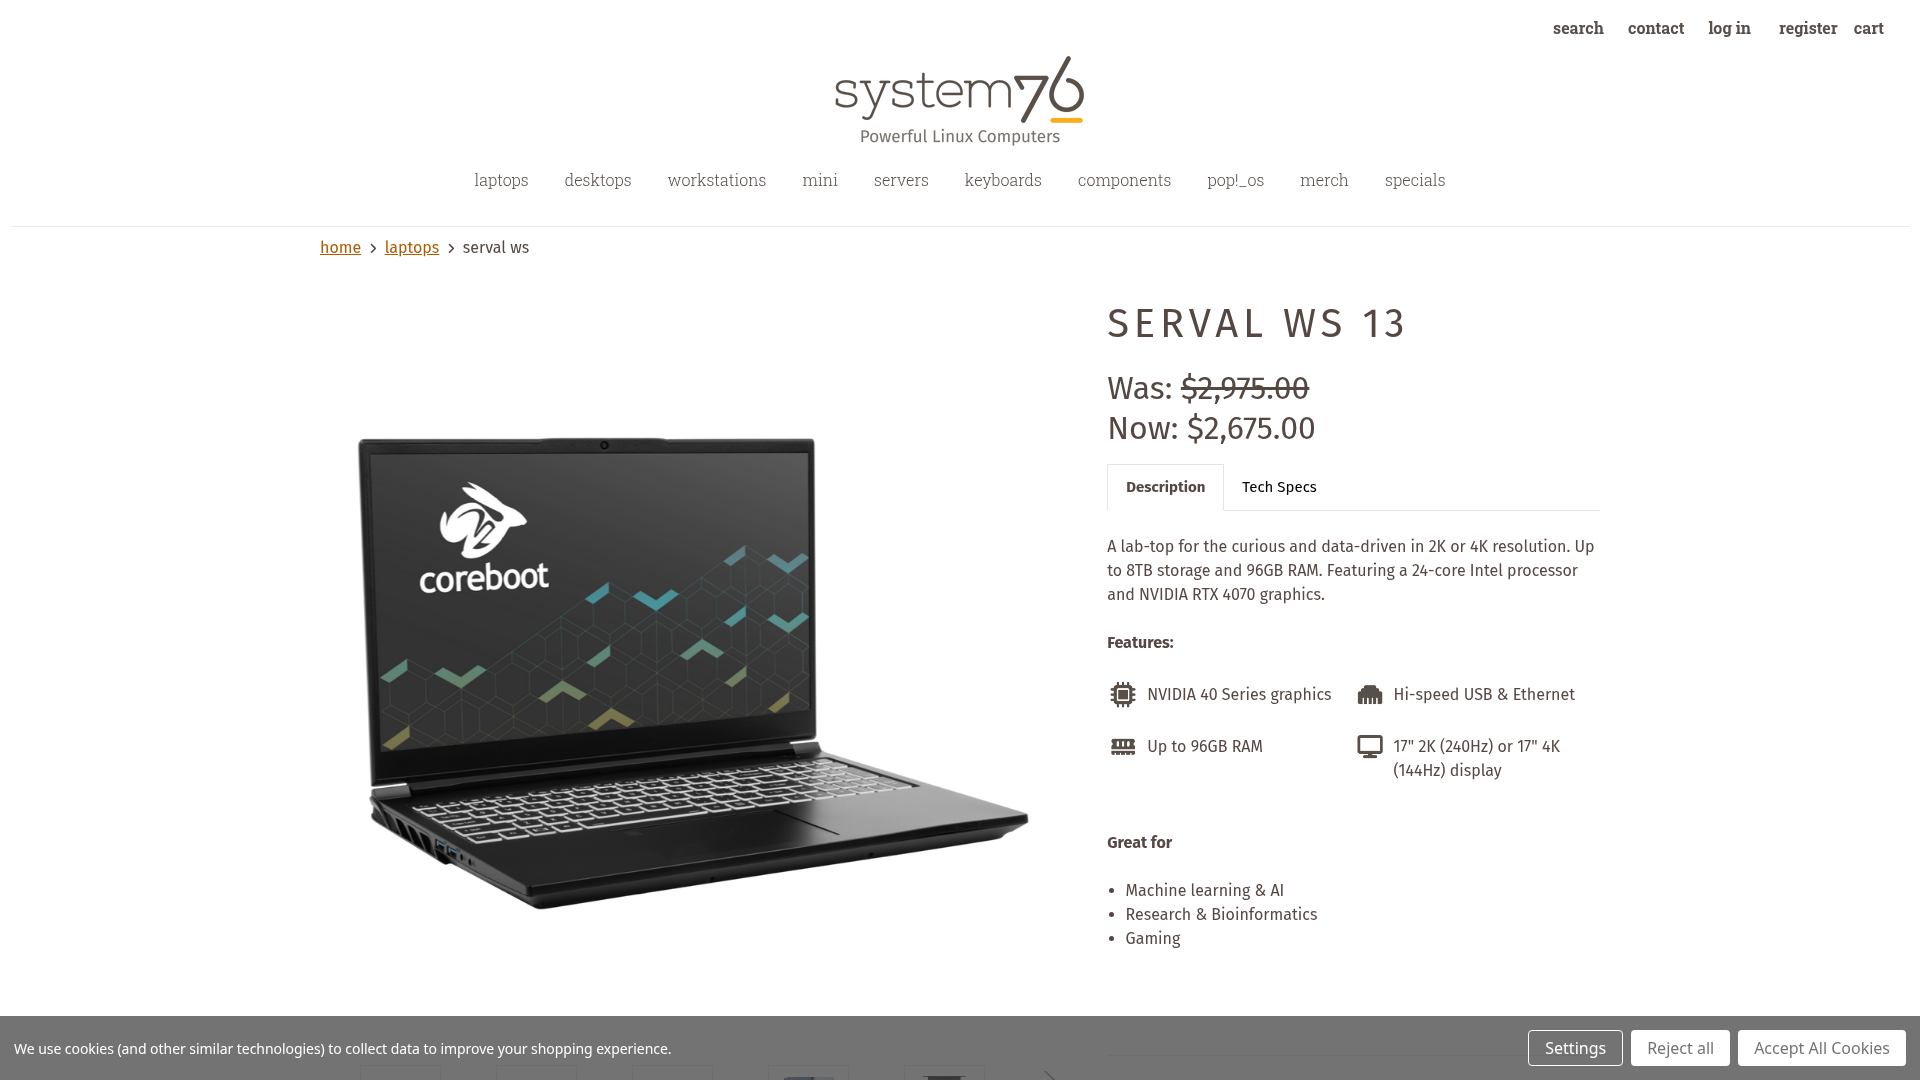 search contact log in register cart
system76
Powerful Linux Computers
laptops desktops workstations mini servers keyboards components pop!_os merch specials
home laptops serval ws
SERVAL WS 13
Was: $2,975.00
Now: $2,675.00
Description Tech Specs
A lab-top for the curious and data-driven in 2K or 4K resolution. Up
to 8TB storage and 96GB RAM. Featuring a 24-core Intel processor
and NVIDIA RTX 4070 graphics.
Features:
NVIDIA 40 Series graphics
Hi-speed USB & Ethernet
Up to 96GB RAM
17" 2K (240Hz) or 17" 4K
(144Hz) display
Great for
• Machine learning & AI
• Research & Bioinformatics
• Gaming
coreboot
We use cookies (and other similar technologies) to collect data to improve your shopping experience.
Settings Reject all Accept All Cookies